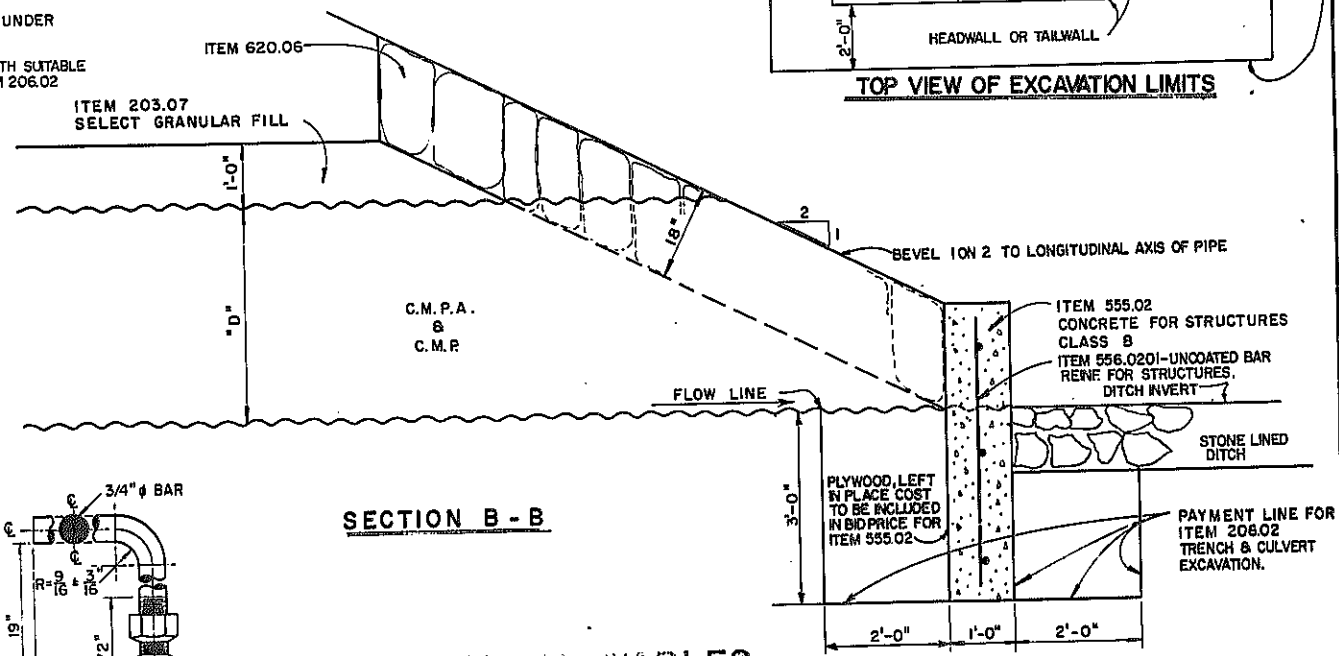 UNDER
TH SUITABLE
206.02
ITEM 620.06
ITEM 203.07
SELECT GRANULAR FILL
2'-0"
HEADWALL OR TAILWALL
TOP VIEW OF EXCAVATION LIMITS
1'-0"
"D"
18"
2
1
BEVEL 1 ON 2 TO LONGITUDINAL AXIS OF PIPE
C.M.P.A.
&
C.M.P.
ITEM 555.02
CONCRETE FOR STRUCTURES
CLASS B
ITEM 556.0201-UNCOATED BAR
REINF. FOR STRUCTURES.
DITCH INVERT
FLOW LINE
STONE LINED
DITCH
3'-0"
PLYWOOD, LEFT
IN PLACE COST
TO BE INCLUDED
IN BID PRICE FOR
ITEM 555.02
PAYMENT LINE FOR
ITEM 206.02
TRENCH & CULVERT
EXCAVATION.
2'-0"
1'-0"
2'-0"
SECTION B-B
3/4" φ BAR
R=9/16 ± 3/16"
19"